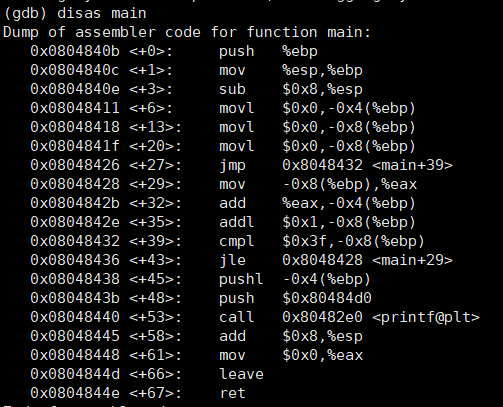 (gdb) disas main
Dump of assembler code for function main:
   0x0804840b <+0>:     push   %ebp
   0x0804840c <+1>:     mov    %esp,%ebp
   0x0804840e <+3>:     sub    $0x8,%esp
   0x08048411 <+6>:     movl   $0x0,-0x4(%ebp)
   0x08048418 <+13>:    movl   $0x0,-0x8(%ebp)
   0x0804841f <+20>:    movl   $0x0,-0x8(%ebp)
   0x08048426 <+27>:    jmp    0x8048432 <main+39>
   0x08048428 <+29>:    mov    -0x8(%ebp),%eax
   0x0804842b <+32>:    add    %eax,-0x4(%ebp)
   0x0804842e <+35>:    addl   $0x1,-0x8(%ebp)
   0x08048432 <+39>:    cmpl   $0x3f,-0x8(%ebp)
   0x08048436 <+43>:    jle    0x8048428 <main+29>
   0x08048438 <+45>:    pushl  -0x4(%ebp)
   0x0804843b <+48>:    push   $0x80484d0
   0x08048440 <+53>:    call   0x80482e0 <printf@plt>
   0x08048445 <+58>:    add    $0x8,%esp
   0x08048448 <+61>:    mov    $0x0,%eax
   0x0804844d <+66>:    leave
   0x0804844e <+67>:    ret